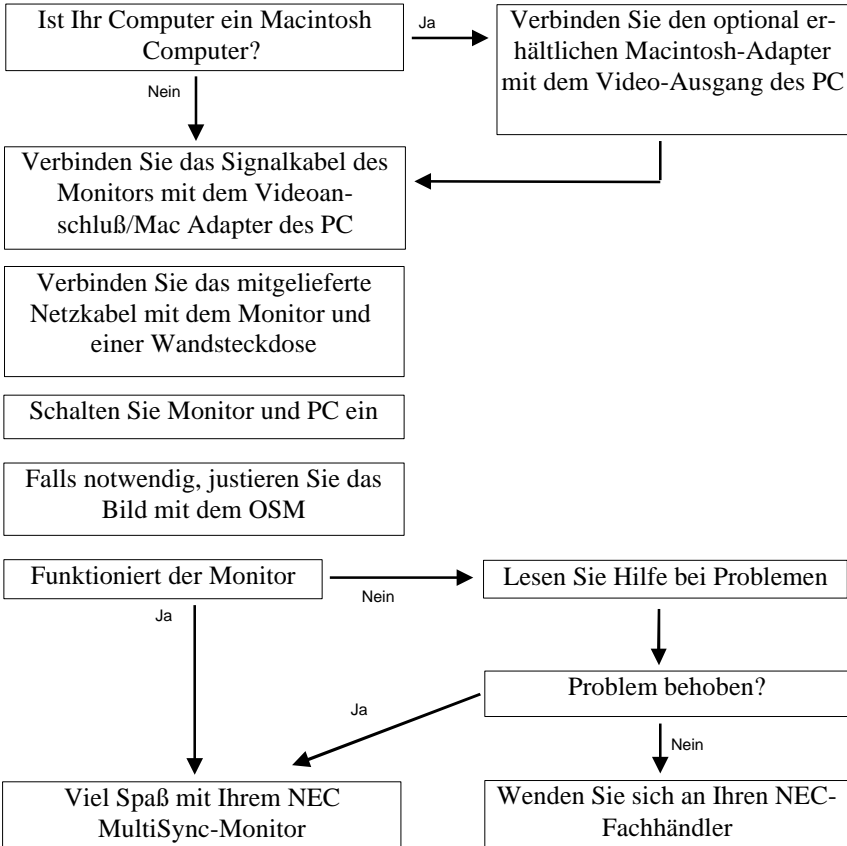 Ist Ihr Computer ein Macintosh
Computer?
Ja
Verbinden Sie den optional er-
hältlichen Macintosh-Adapter
mit dem Video-Ausgang des PC
Nein
Verbinden Sie das Signalkabel des
Monitors mit dem Videoan-
schluß/Mac Adapter des PC
Verbinden Sie das mitgelieferte
Netzkabel mit dem Monitor und
einer Wandsteckdose
Schalten Sie Monitor und PC ein
Falls notwendig, justieren Sie das
Bild mit dem OSM
Funktioniert der Monitor
Nein
Lesen Sie Hilfe bei Problemen
Ja
Problem behoben?
Ja
Nein
Viel Spaß mit Ihrem NEC
MultiSync-Monitor
Wenden Sie sich an Ihren NEC-
Fachhändler